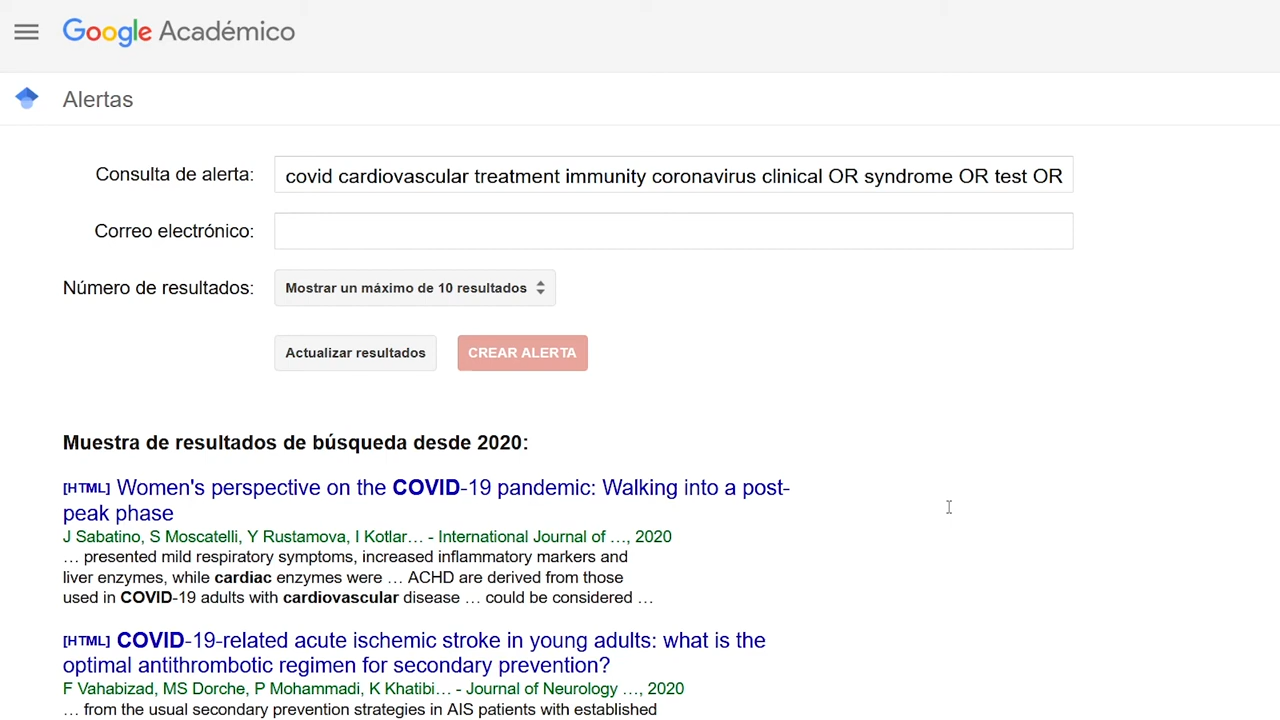 Google Académico
Alertas
Consulta de alerta:
covid cardiovascular treatment immunity coronavirus clinical OR syndrome OR test OR
Correo electrónico:
Número de resultados:
Mostrar un máximo de 10 resultados
Actualizar resultados
CREAR ALERTA
Muestra de resultados de búsqueda desde 2020:
[HTML] Women's perspective on the COVID-19 pandemic: Walking into a post-
peak phase
J Sabatino, S Moscatelli, Y Rustamova, I Kotlar… - International Journal of …, 2020
… presented mild respiratory symptoms, increased inflammatory markers and
liver enzymes, while cardiac enzymes were … ACHD are derived from those
used in COVID-19 adults with cardiovascular disease … could be considered …
[HTML] COVID-19-related acute ischemic stroke in young adults: what is the
optimal antithrombotic regimen for secondary prevention?
F Vahabizad, MS Dorche, P Mohammadi, K Khatibi… - Journal of Neurology …, 2020
… from the usual secondary prevention strategies in AIS patients with established